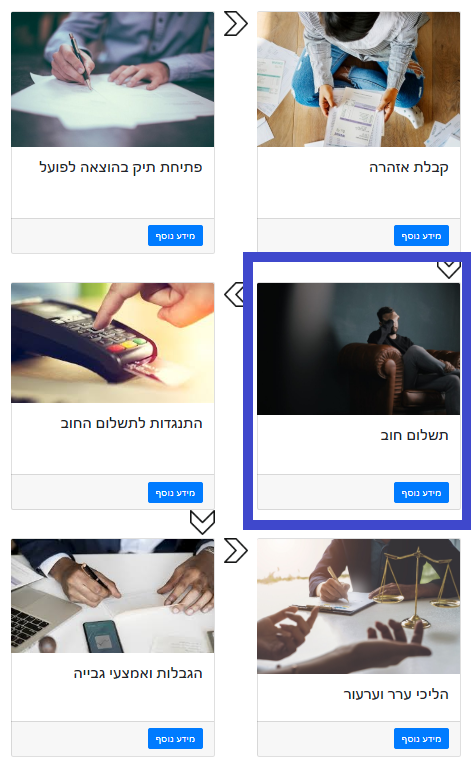 פתיחת תיק בהוצאה לפועל
מידע נוסף
קבלת אזהרה
מידע נוסף
תשלום חוב
מידע נוסף
התנגדות לתשלום החוב
מידע נוסף
הגבלות ואמצעי גבייה
מידע נוסף
הליכי ערר וערעור
מידע נוסף